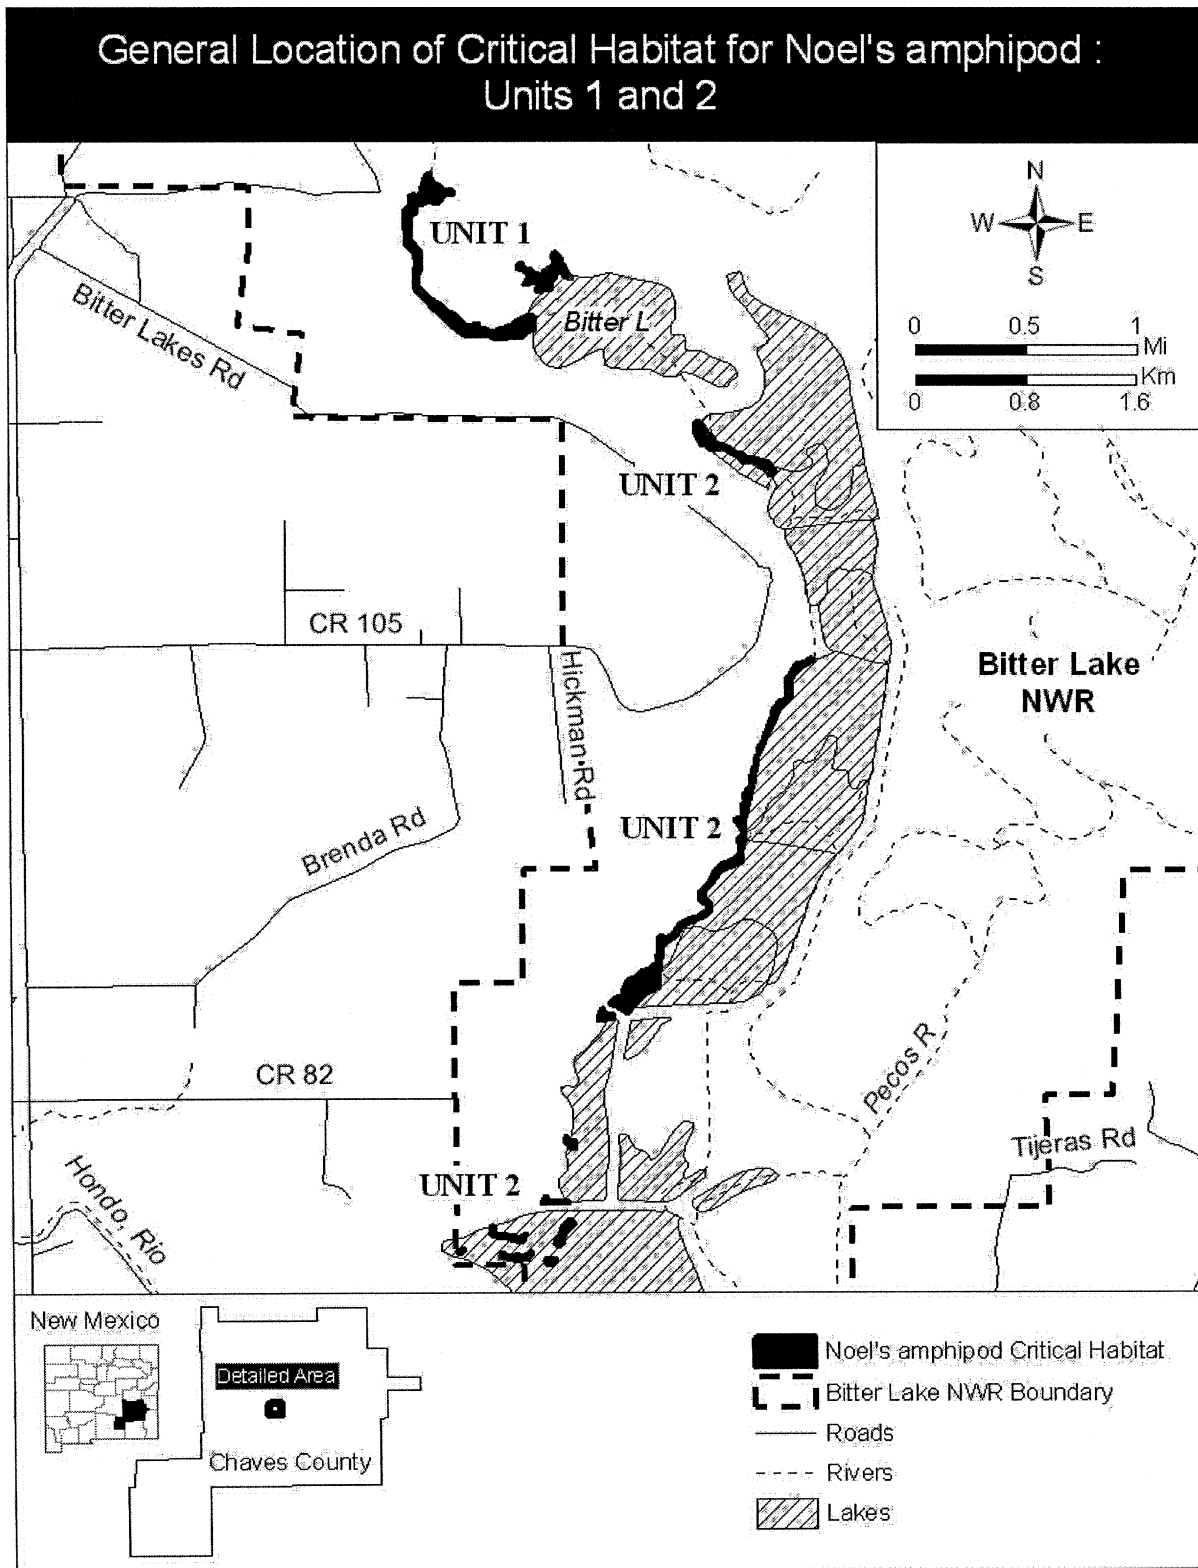 General Location of Critical Habitat for Noel's amphipod :
Units 1 and 2
N
W E
S
0 0.5 1
Mi
Km
0 0.8 1.6
UNIT 1
Bitter L
Bitter Lakes Rd
UNIT 2
CR 105
Hickman Rd
Bitter Lake
NWR
UNIT 2
Brenda Rd
Pecos R
CR 82
Tijeras Rd
UNIT 2
Hondo, Rio
New Mexico
Detailed Area
Chaves County
Noel's amphipod Critical Habitat
Bitter Lake NWR Boundary
Roads
Rivers
Lakes